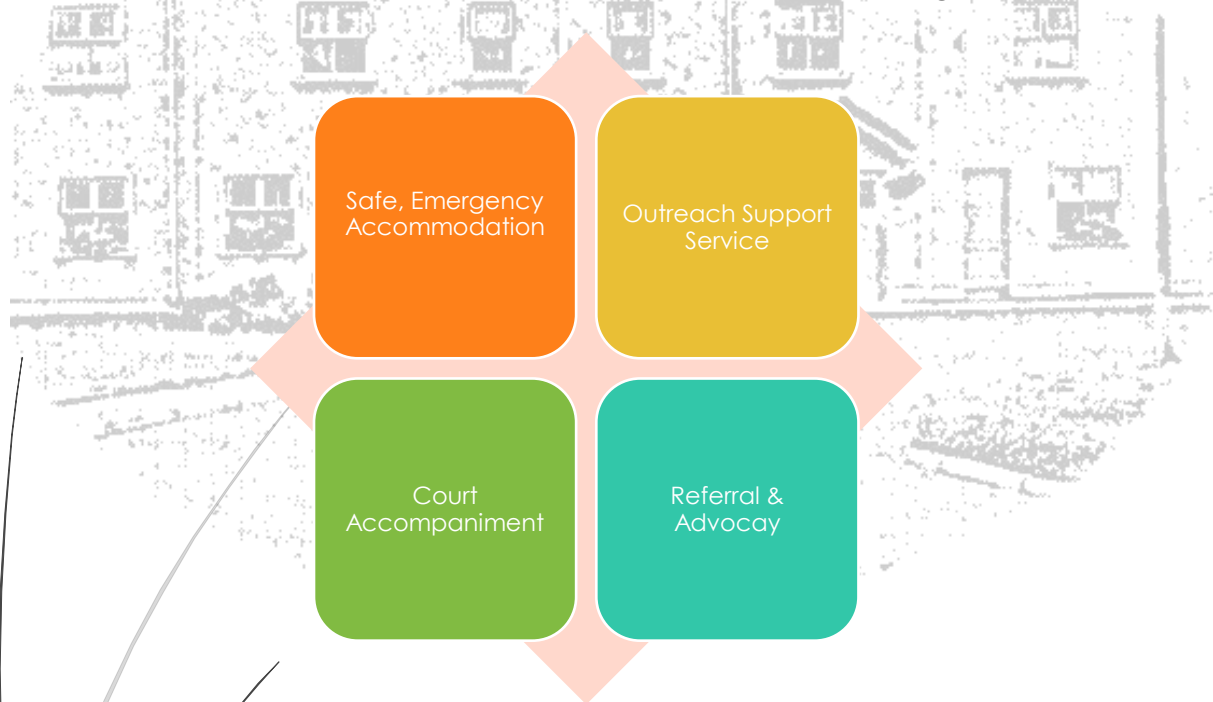 Safe, Emergency
Accommodation
Outreach Support
Service
Court
Accompaniment
Referral &
Advocay